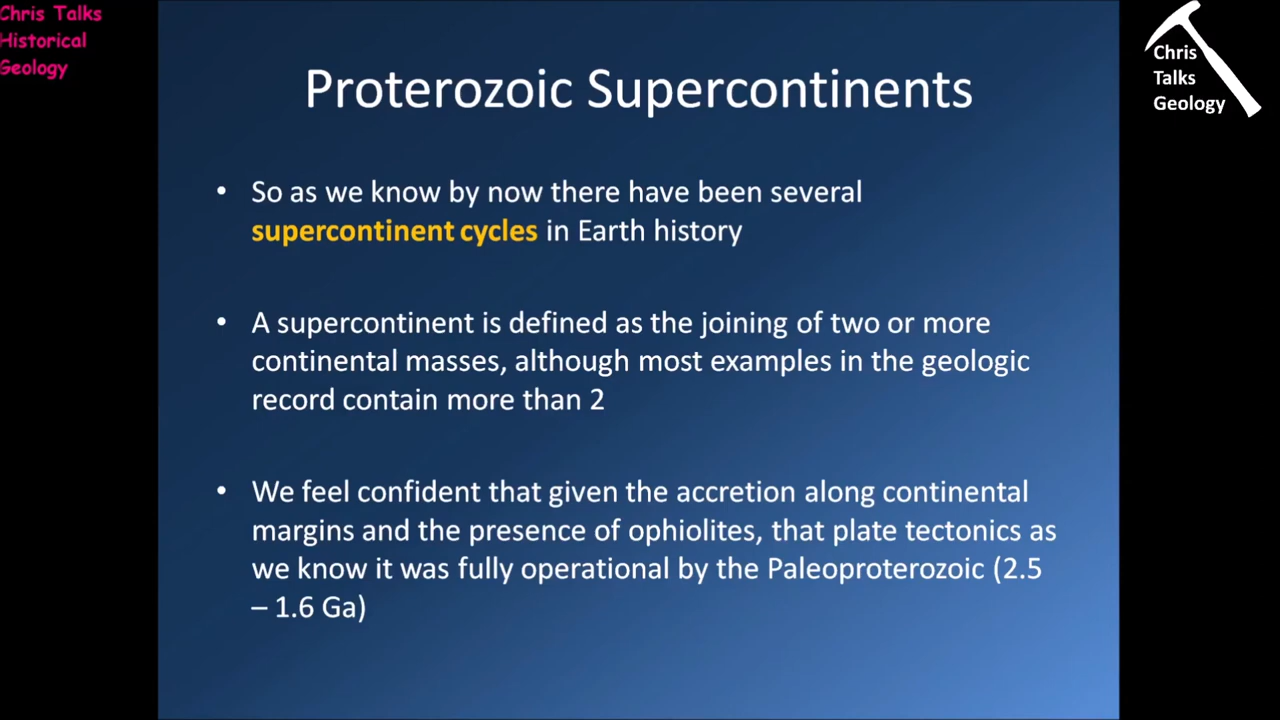 Chris Talks
Historical
Geology
Chris
Talks
Geology
Proterozoic Supercontinents
• So as we know by now there have been several
supercontinent cycles in Earth history
• A supercontinent is defined as the joining of two or more
continental masses, although most examples in the geologic
record contain more than 2
• We feel confident that given the accretion along continental
margins and the presence of ophiolites, that plate tectonics as
we know it was fully operational by the Paleoproterozoic (2.5
– 1.6 Ga)